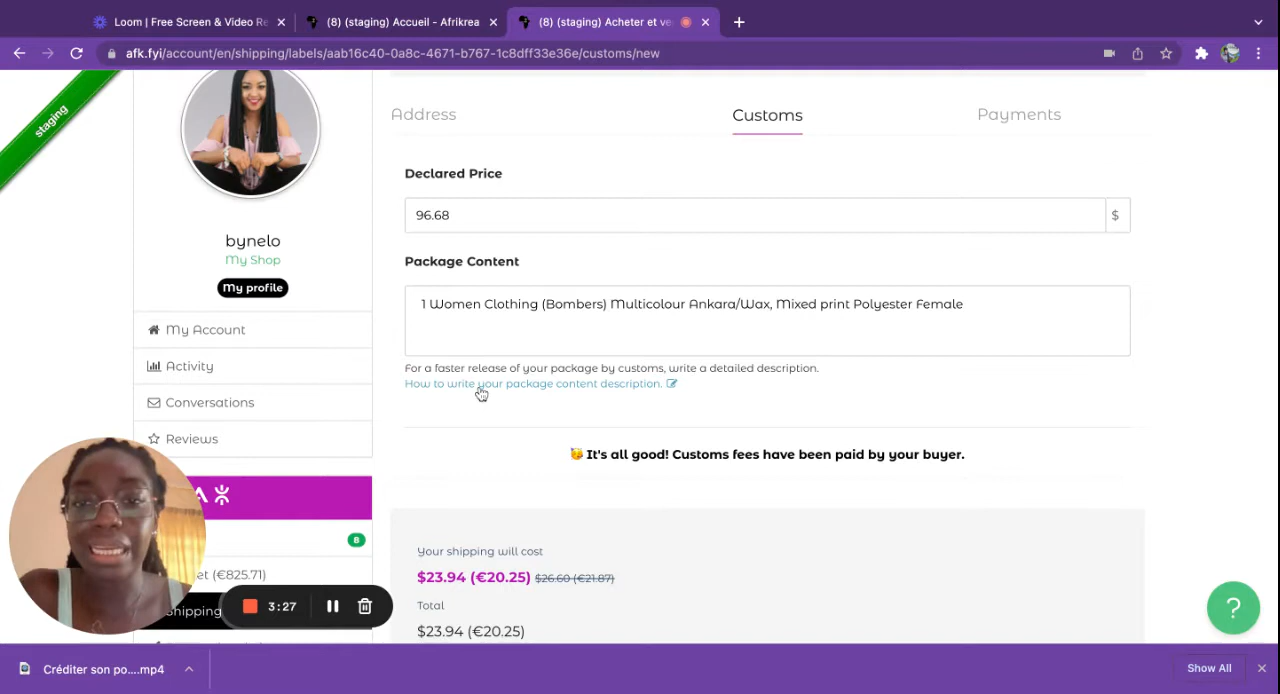 Loom | Free Screen & Video Re
(8) (staging) Accueil - Afrikrea
(8) (staging) Acheter et ve
afk.fyi/account/en/shipping/labels/aab16c40-0a8c-4671-b767-1c8dff33e36e/customs/new
staging
Address
Customs
Payments
Declared Price
96.68
$
bynelo
My Shop
My profile
Package Content
1 Women Clothing (Bombers) Multicolour Ankara/Wax, Mixed print Polyester Female
For a faster release of your package by customs, write a detailed description.
How to write your package content description.
My Account
Activity
Conversations
Reviews
It's all good! Customs fees have been paid by your buyer.
8
Your shipping will cost
$23.94 (€20.25) $26.60 (€21.87)
Total
$23.94 (€20.25)
(€825.71)
Shipping
3:27
?
Créditer son po....mp4
Show All